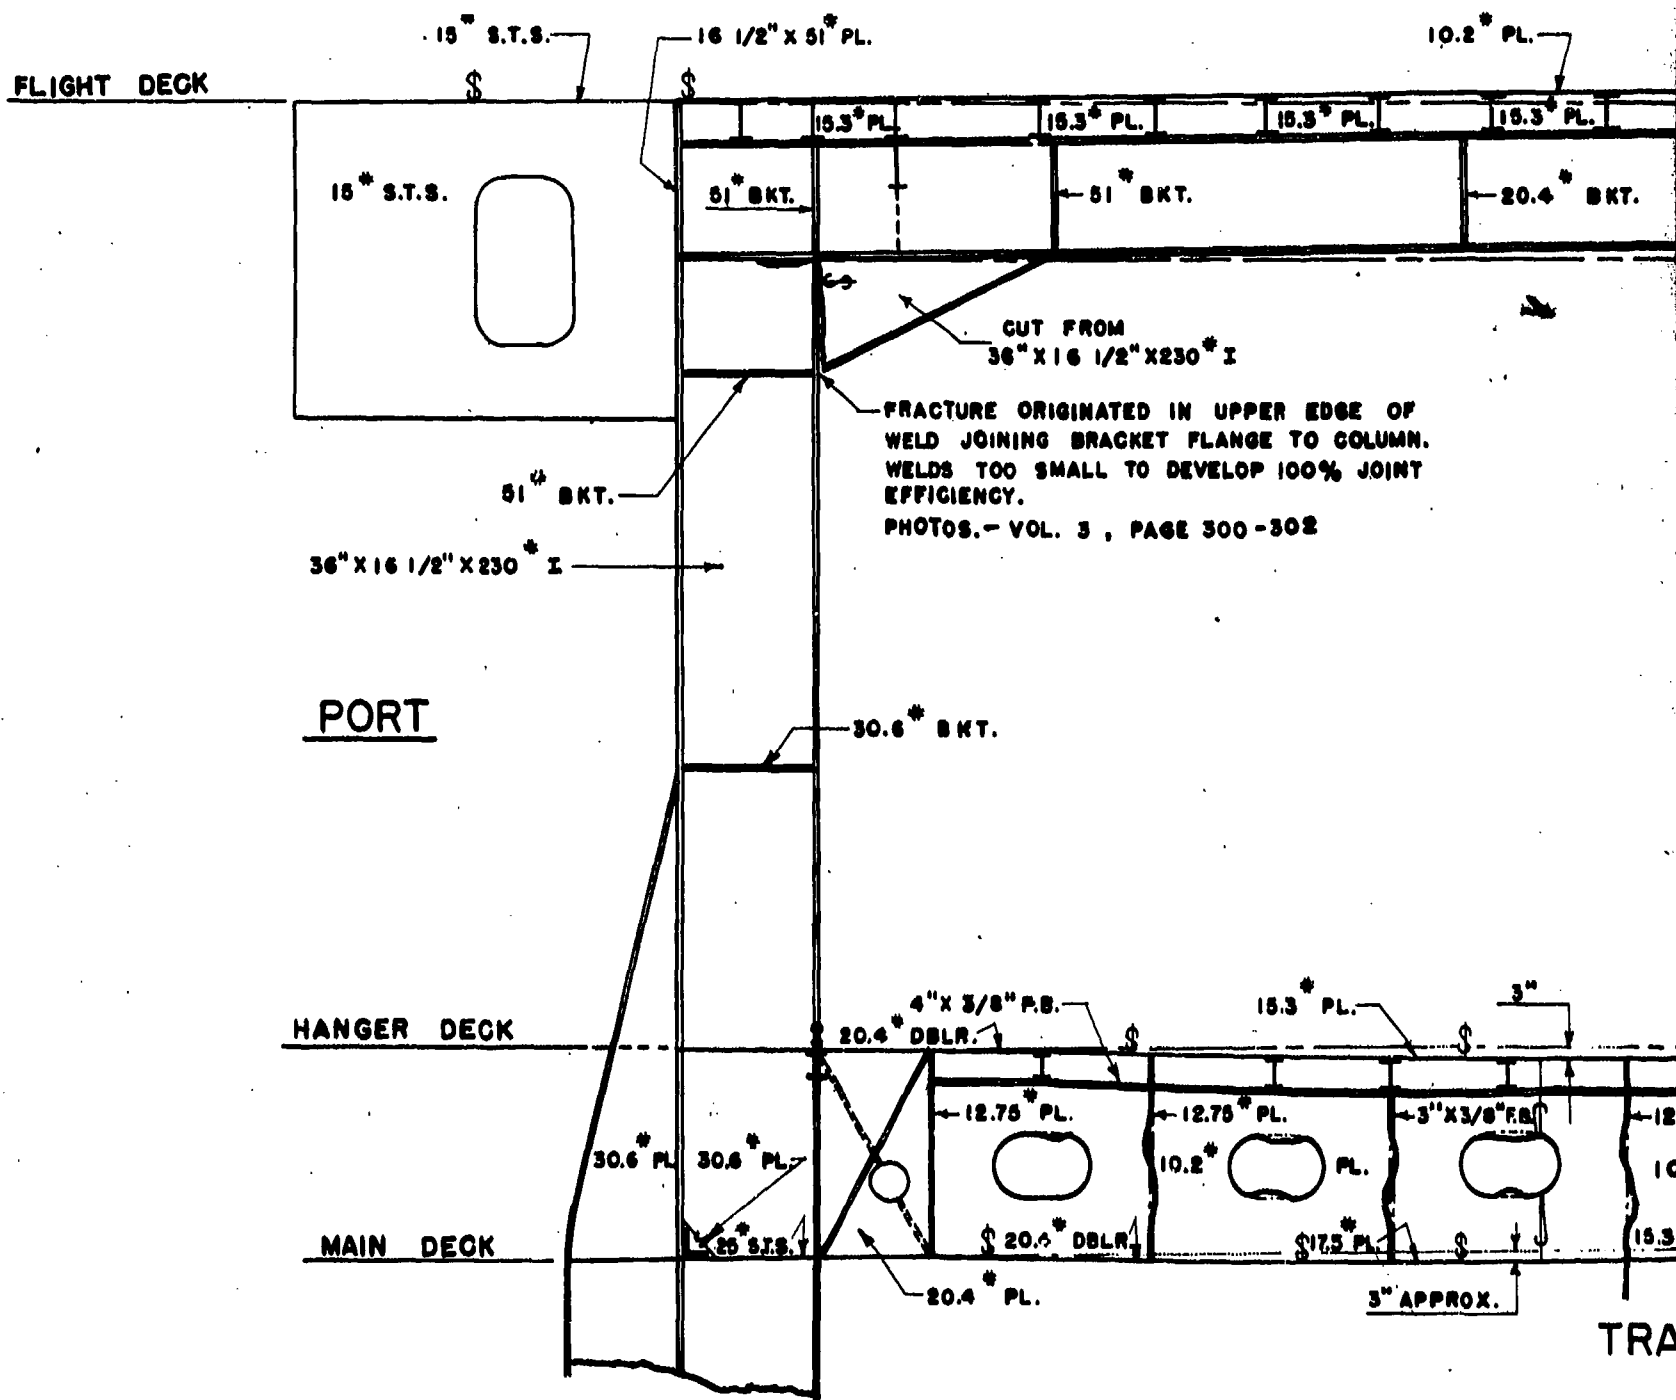 15# S.T.S.
16 1/2" X 51# PL.
10.2# PL.
FLIGHT DECK
15.3# PL.
15.3# PL.
15.3# PL.
15.3# PL.
15# S.T.S.
51# BKT.
51# BKT.
20.4# BKT.
CUT FROM
36" X 16 1/2" X 230# I
FRACTURE ORIGINATED IN UPPER EDGE OF
WELD JOINING BRACKET FLANGE TO COLUMN.
WELDS TOO SMALL TO DEVELOP 100% JOINT
EFFICIENCY.
PHOTOS.- VOL. 3 , PAGE 300-302
51# BKT.
36" X 16 1/2" X 230# I
PORT
30.6# BKT.
4" X 3/8" F.B.
15.3# PL.
3"
HANGER DECK
20.4# DBLR.
12.75# PL.
12.75# PL.
3" X 3/8" F.B.
12
30.6# PL
30.6# PL.
10.2# PL.
10
MAIN DECK
25# S.T.S.
20.4# DBLR.
17.5# PL.
15.3
20.4# PL.
3" APPROX.
TRA